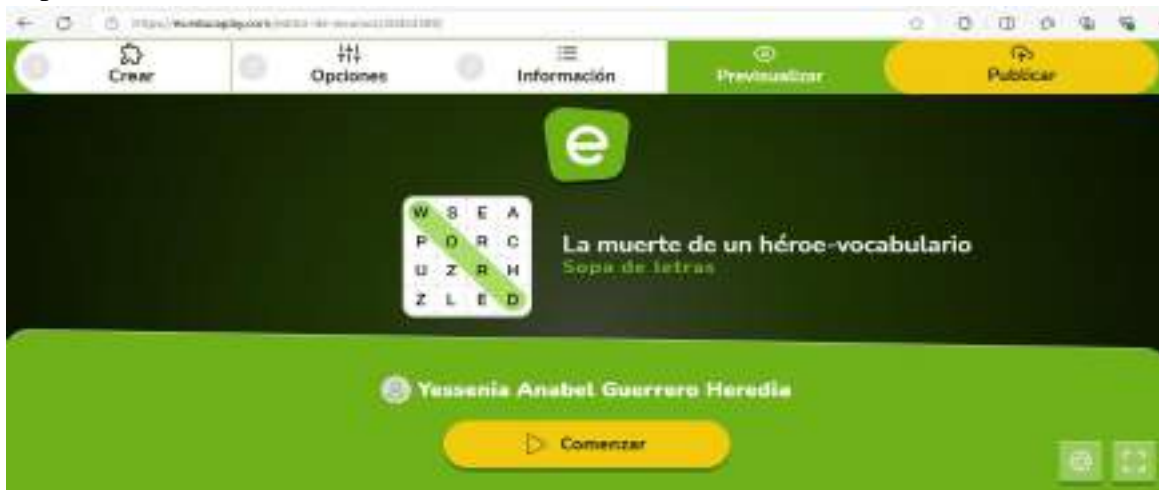 Crear
Opciones
Información
Previsualizar
Publicar
e
W S E A
P O R C
U Z R H
Z L E D
La muerte de un héroe-vocabulario
Sopa de letras
Yessenia Anabel Guerrero Heredia
Comenzar